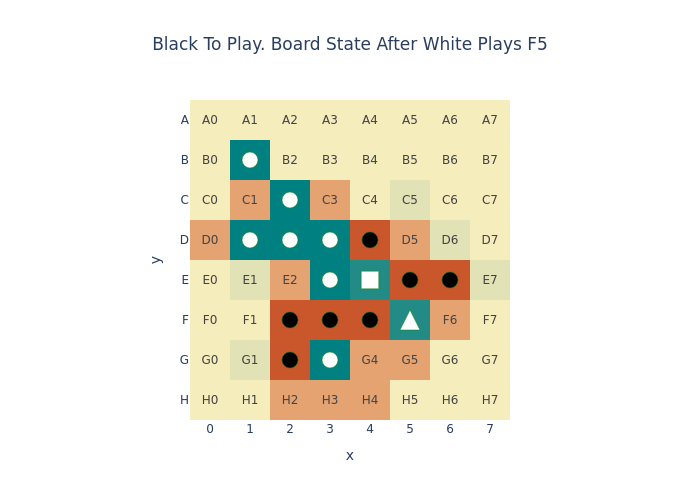 Black To Play. Board State After White Plays F5
A A0 A1 A2 A3 A4 A5 A6 A7
B B0 B2 B3 B4 B5 B6 B7
C C0 C1 C3 C4 C5 C6 C7
D D0 D5 D6 D7
y
E E0 E1 E2 E7
F F0 F1 F6 F7
G G0 G1 G4 G5 G6 G7
H H0 H1 H2 H3 H4 H5 H6 H7
0 1 2 3 4 5 6 7
x